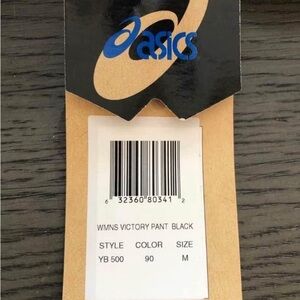 asics
6 32360 80341 2
WMNS VICTORY PANT BLACK
STYLE COLOR SIZE
YB 500 90 M